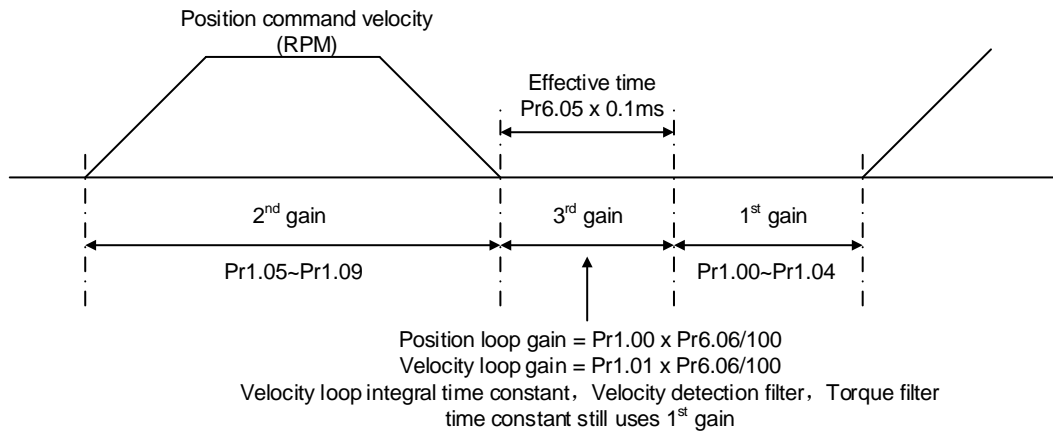 Position command velocity
(RPM)
Effective time
Pr6.05 x 0.1ms
2nd gain
3rd gain
1st gain
Pr1.05~Pr1.09
Pr1.00~Pr1.04
Position loop gain = Pr1.00 x Pr6.06/100
Velocity loop gain = Pr1.01 x Pr6.06/100
Velocity loop integral time constant，Velocity detection filter，Torque filter
time constant still uses 1st gain